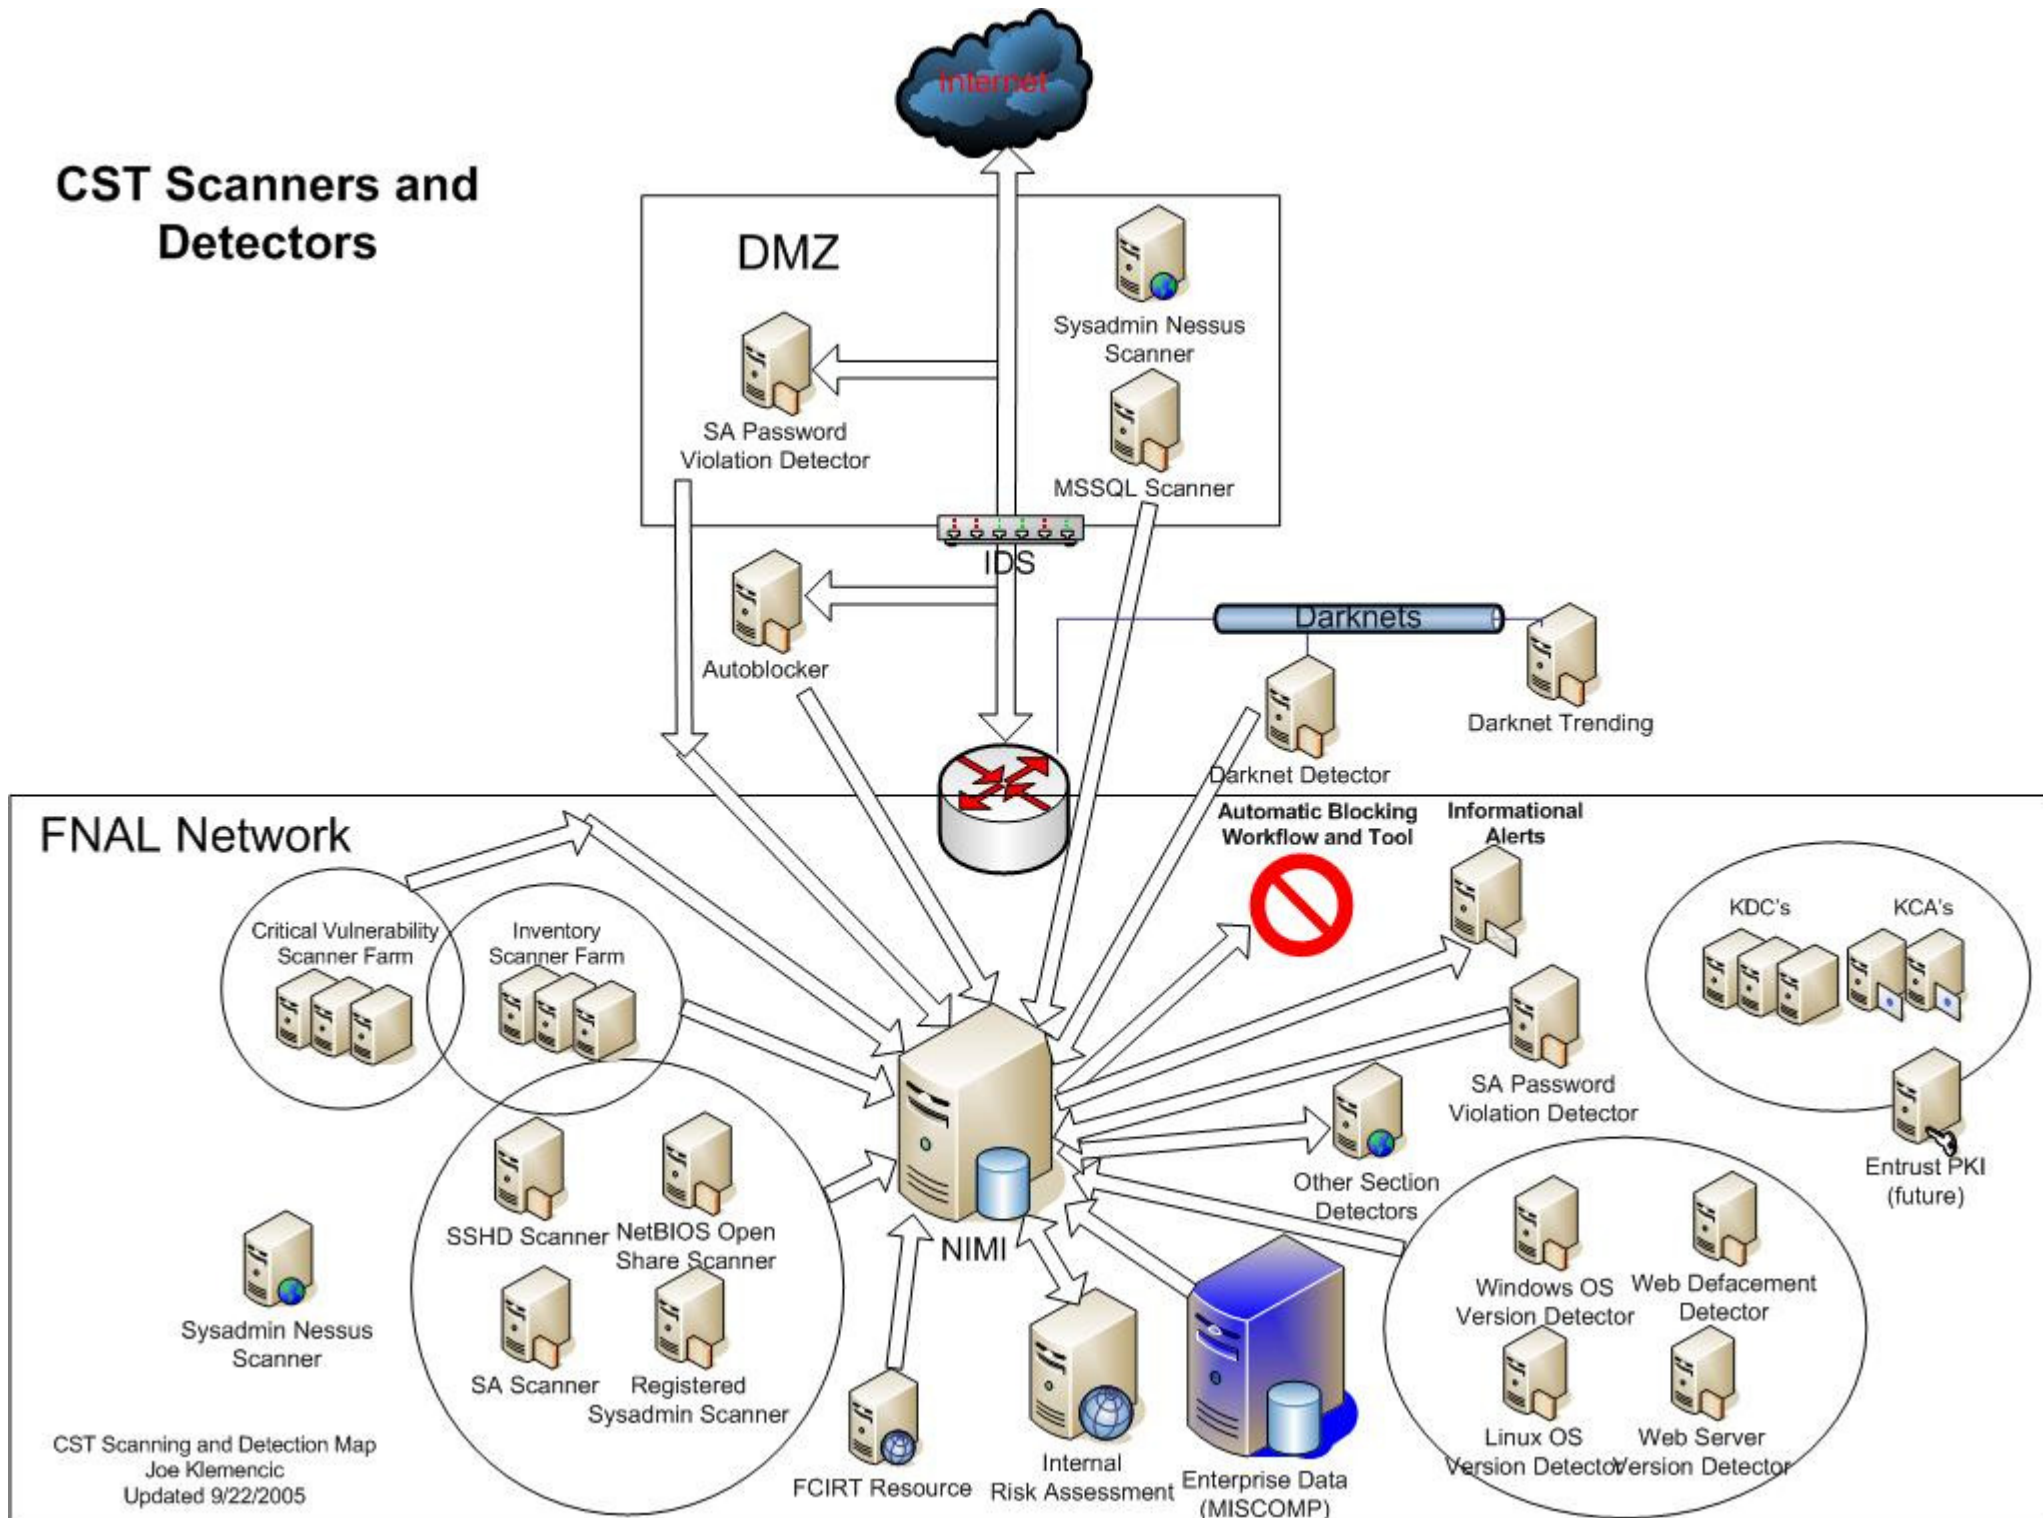 Internet
CST Scanners and
Detectors
DMZ
Sysadmin Nessus
Scanner
SA Password
Violation Detector
MSSQL Scanner
IDS
Autoblocker
Darknets
Darknet Trending
Darknet Detector
FNAL Network
Automatic Blocking
Workflow and Tool
Informational
Alerts
Critical Vulnerability
Scanner Farm
Inventory
Scanner Farm
KDC's
KCA's
SA Password
Violation Detector
Entrust PKI
(future)
Other Section
Detectors
SSHD Scanner
NetBIOS Open
Share Scanner
NIMI
Sysadmin Nessus
Scanner
SA Scanner
Registered
Sysadmin Scanner
Windows OS
Version Detector
Web Defacement
Detector
Linux OS
Version Detector
Web Server
Version Detector
FCIRT Resource
Internal
Risk Assessment
Enterprise Data
(MISCOMP)
CST Scanning and Detection Map
Joe Klemencic
Updated 9/22/2005